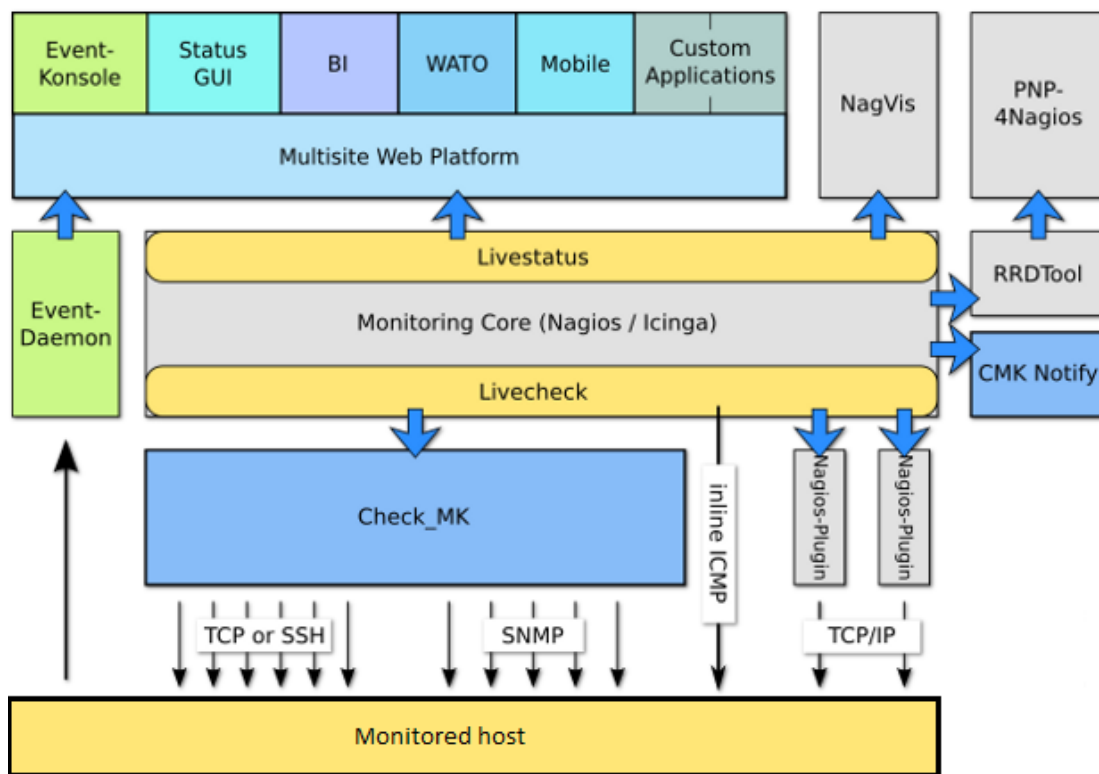 Event-
Konsole
Status
GUI
BI
WATO
Mobile
Custom
Applications
Multisite Web Platform
NagVis
PNP-
4Nagios
Event-
Daemon
Livestatus
Monitoring Core (Nagios / Icinga)
Livecheck
RRDTool
CMK Notify
Check_MK
inline ICMP
Nagios-Plugin
Nagios-Plugin
TCP or SSH
SNMP
TCP/IP
Monitored host